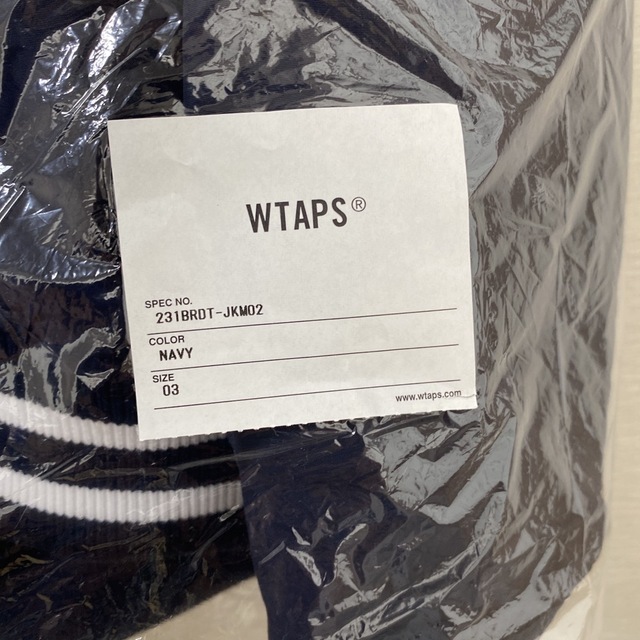 WTAPS®
SPEC NO.
231BRDT-JKM02
COLOR
NAVY
SIZE
03
www.wtaps.com